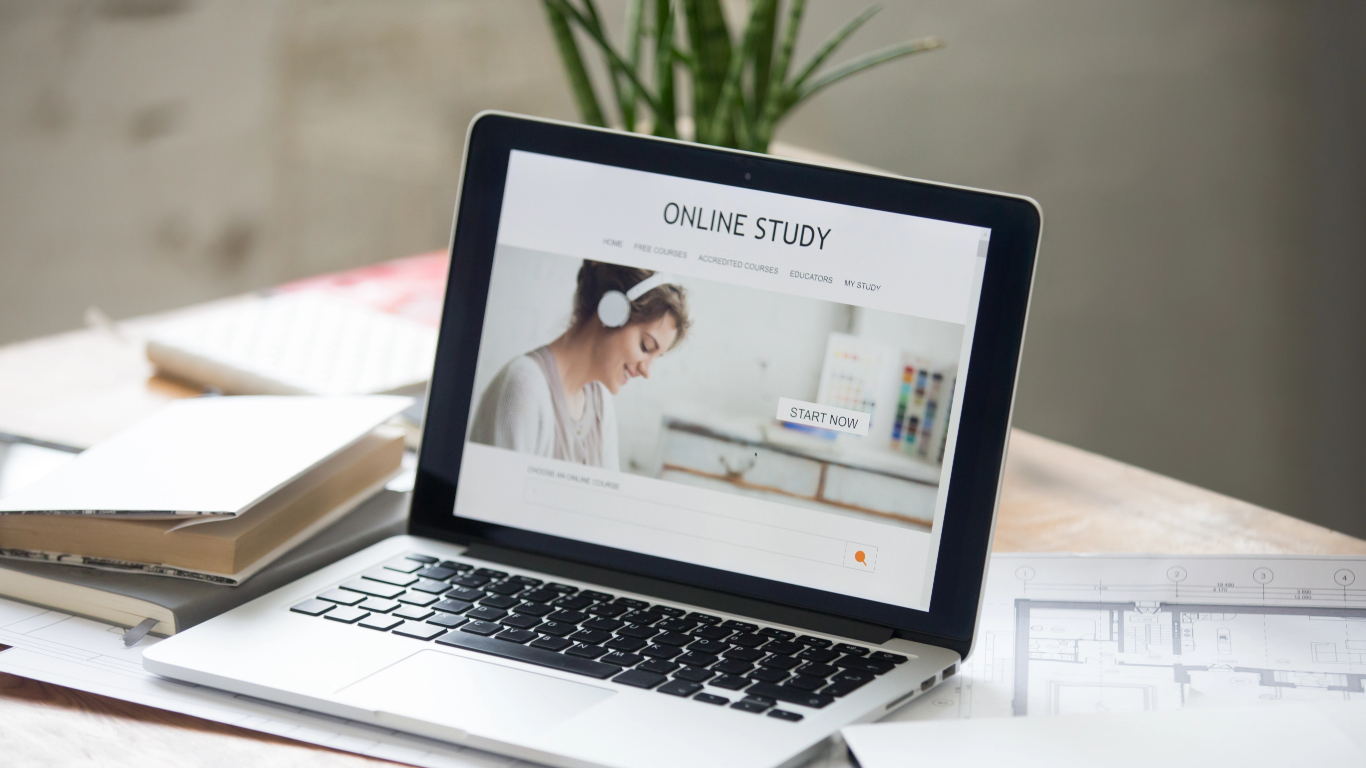 ONLINE STUDY
HOME FREE COURSES ACCREDITED COURSES EDUCATORS MY STUDY
START NOW
CHOOSE AN ONLINE COURSE
2
3
4